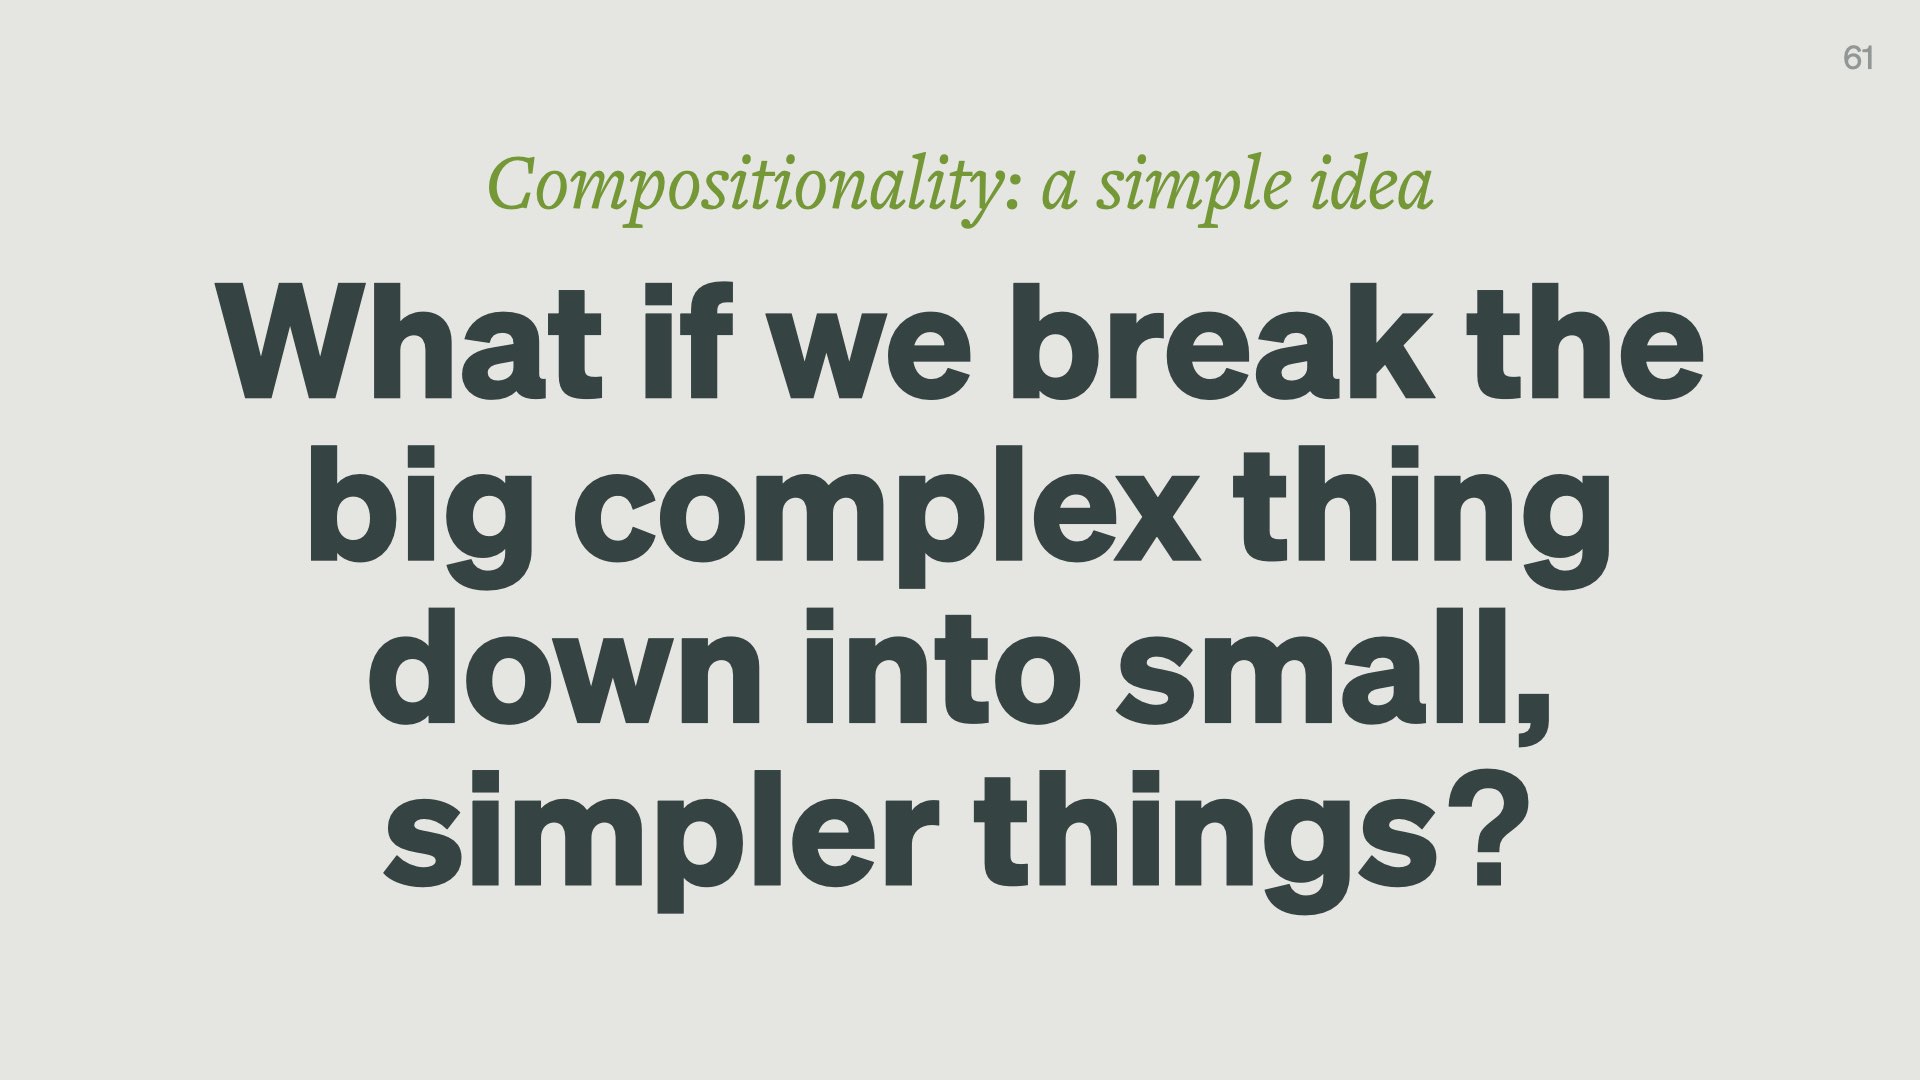 61
Compositionality: a simple idea
What if we break the
big complex thing
down into small,
simpler things?